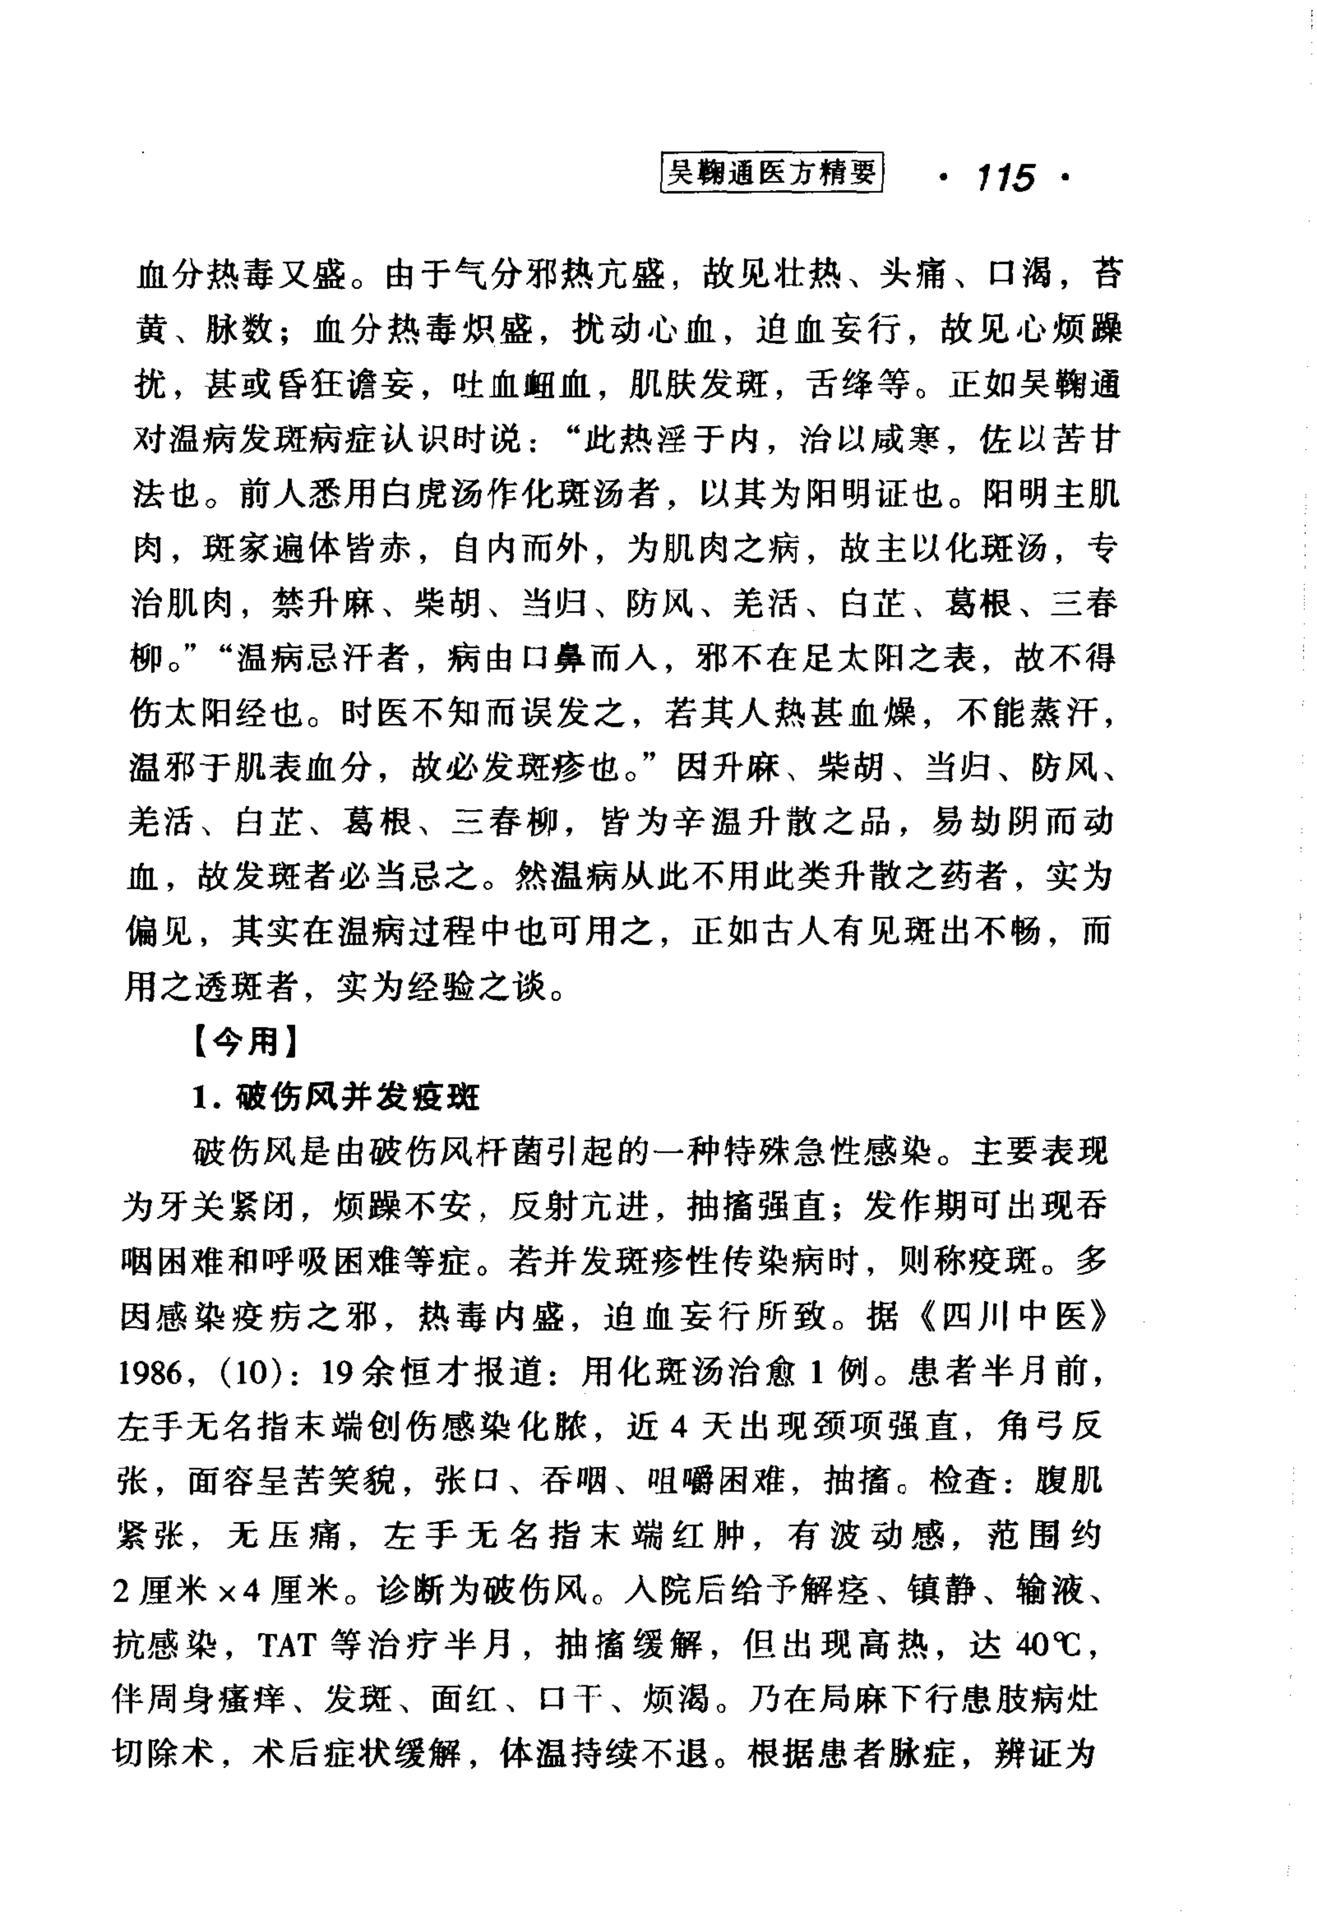 吴鞠通医方精要 · 115 ·
血分热毒又盛。由于气分邪热亢盛，故见壮热、头痛、口渴，苔
黄、脉数；血分热毒炽盛，扰动心血，迫血妄行，故见心烦躁
扰，甚或昏狂谵妄，吐血衄血，肌肤发斑，舌绛等。正如吴鞠通
对温病发斑病症认识时说：“此热淫于内，治以咸寒，佐以苦甘
法也。前人悉用白虎汤作化斑汤者，以其为阳明证也。阳明主肌
肉，斑家遍体皆赤，自内而外，为肌肉之病，故主以化斑汤，专
治肌肉，禁升麻、柴胡、当归、防风、羌活、白芷、葛根、三春
柳。”“温病忌汗者，病由口鼻而入，邪不在足太阳之表，故不得
伤太阳经也。时医不知而误发之，若其人热甚血燥，不能蒸汗，
温邪于肌表血分，故必发斑疹也。”因升麻、柴胡、当归、防风、
羌活、白芷、葛根、三春柳，皆为辛温升散之品，易劫阴而动
血，故发斑者必当忌之。然温病从此不用此类升散之药者，实为
偏见，其实在温病过程中也可用之，正如古人有见斑出不畅，而
用之透斑者，实为经验之谈。
【今用】
1. 破伤风并发疫斑
破伤风是由破伤风杆菌引起的一种特殊急性感染。主要表现
为牙关紧闭，烦躁不安，反射亢进，抽搐强直；发作期可出现吞
咽困难和呼吸困难等症。若并发斑疹性传染病时，则称疫斑。多
因感染疫疠之邪，热毒内盛，迫血妄行所致。据《四川中医》
1986，(10)：19余恒才报道：用化斑汤治愈 1 例。患者半月前，
左手无名指末端创伤感染化脓，近 4 天出现颈项强直，角弓反
张，面容呈苦笑貌，张口、吞咽、咀嚼困难，抽搐。检查：腹肌
紧张，无压痛，左手无名指末端红肿，有波动感，范围约
2 厘米×4 厘米。诊断为破伤风。入院后给予解痉、镇静、输液、
抗感染，TAT 等治疗半月，抽搐缓解，但出现高热，达 40℃，
伴周身瘙痒、发斑、面红、口干、烦渴。乃在局麻下行患肢病灶
切除术，术后症状缓解，体温持续不退。根据患者脉症，辨证为